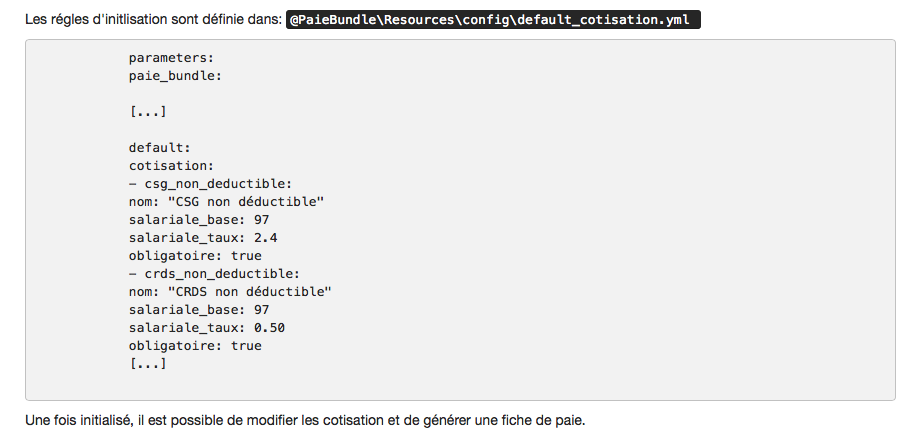 Les régles d'initlisation sont définie dans: @PaieBundle\Resources\config\default_cotisation.yml
parameters:
paie_bundle:
[...]
default:
cotisation:
– csg_non_deductible:
nom: "CSG non déductible"
salariale_base: 97
salariale_taux: 2.4
obligatoire: true
– crds_non_deductible:
nom: "CRDS non déductible"
salariale_base: 97
salariale_taux: 0.50
obligatoire: true
[...]
Une fois initialisé, il est possible de modifier les cotisation et de générer une fiche de paie.